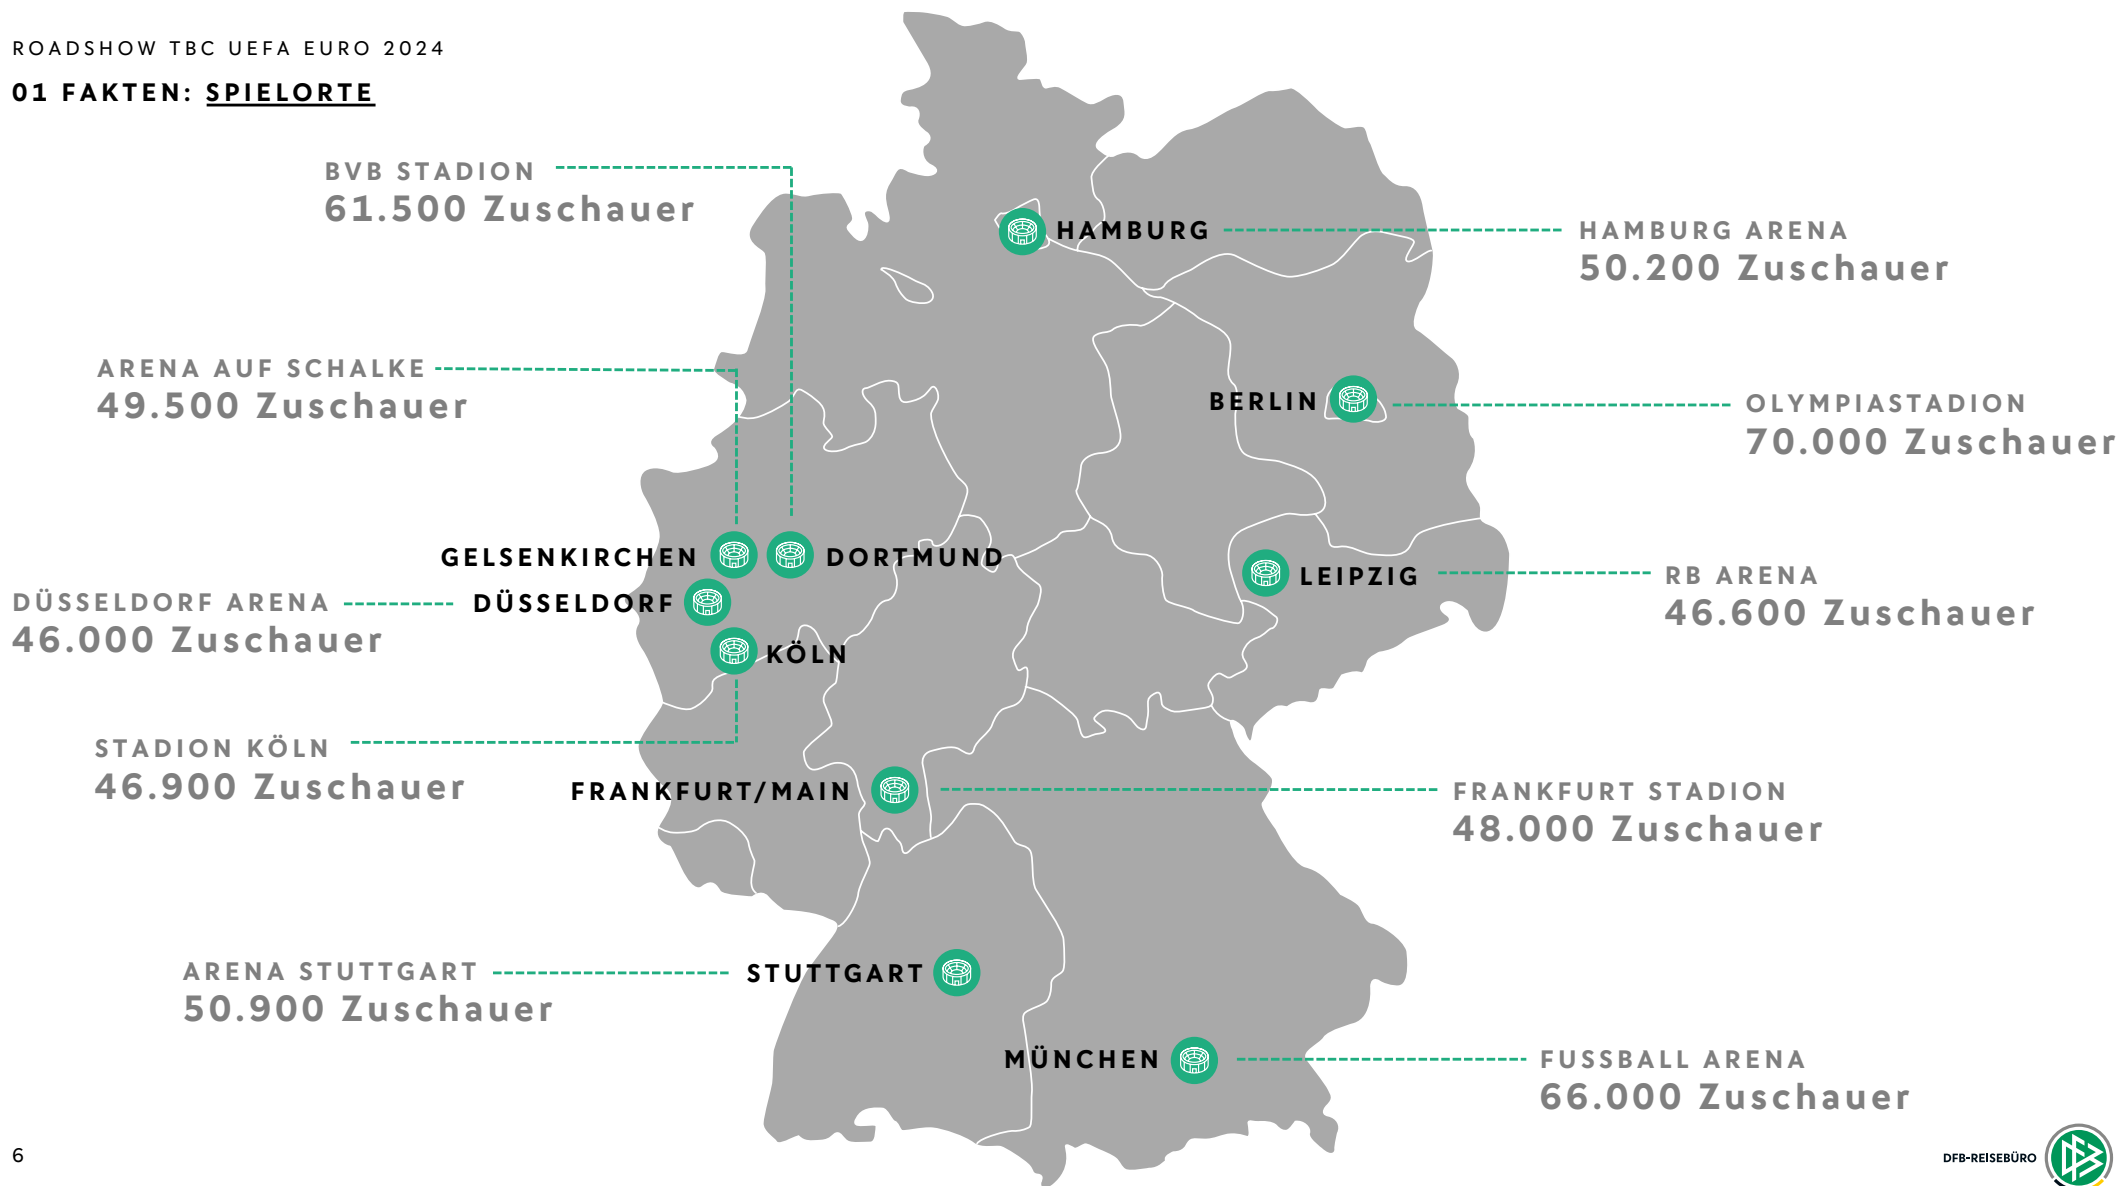 ROADSHOW TBC UEFA EURO 2024
01 FAKTEN: SPIELORTE
BVB STADION
61.500 Zuschauer
HAMBURG
HAMBURG ARENA
50.200 Zuschauer
ARENA AUF SCHALKE
49.500 Zuschauer
BERLIN
OLYMPIASTADION
70.000 Zuschauer
GELSENKIRCHEN
DORTMUND
LEIPZIG
RB ARENA
46.600 Zuschauer
DÜSSELDORF ARENA
46.000 Zuschauer
DÜSSELDORF
KÖLN
STADION KÖLN
46.900 Zuschauer
FRANKFURT/MAIN
FRANKFURT STADION
48.000 Zuschauer
ARENA STUTTGART
50.900 Zuschauer
STUTTGART
MÜNCHEN
FUSSBALL ARENA
66.000 Zuschauer
6
DFB-REISEBÜRO
DFB